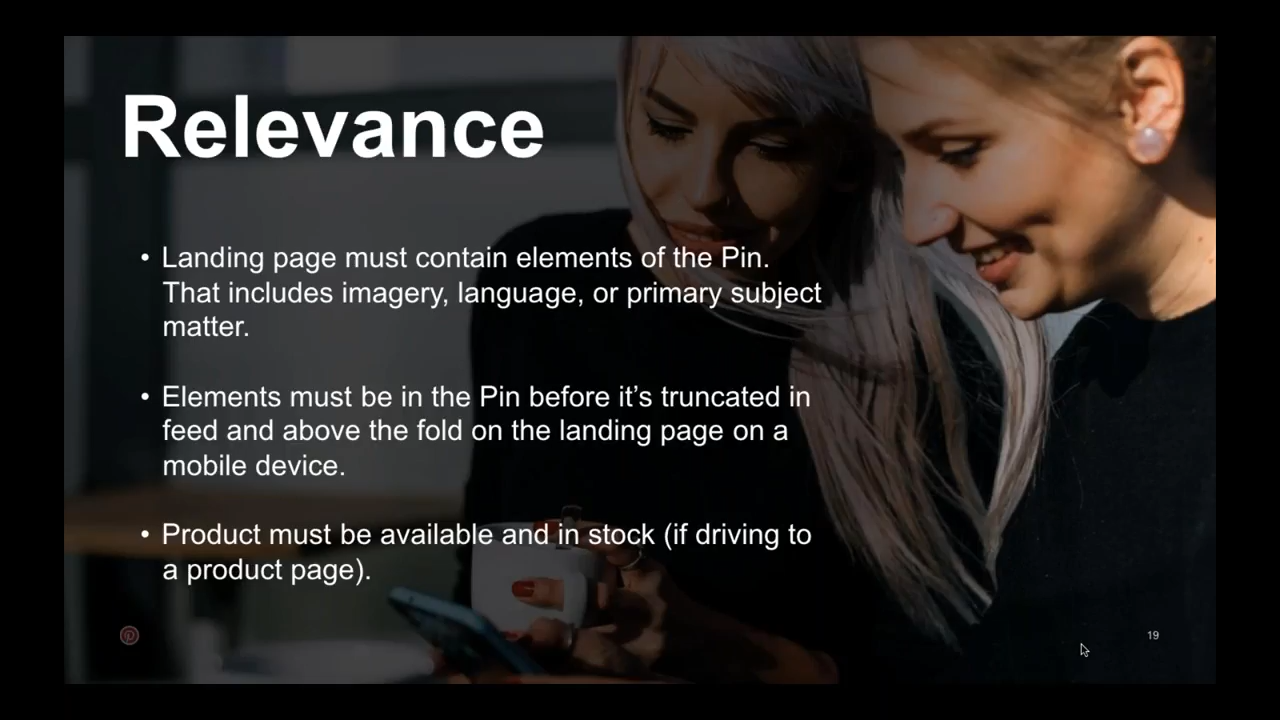 Relevance
• Landing page must contain elements of the Pin.
That includes imagery, language, or primary subject
matter.
• Elements must be in the Pin before it’s truncated in
feed and above the fold on the landing page on a
mobile device.
• Product must be available and in stock (if driving to
a product page).
19